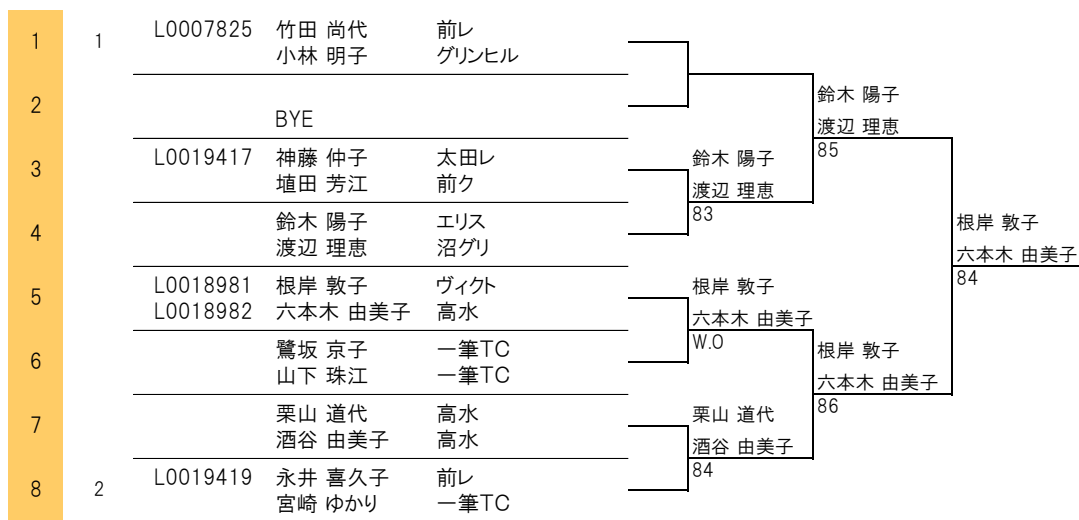 1 1 L0007825 竹田 尚代 前レ
小林 明子 グリンヒル
2 BYE
3 L0019417 神藤 仲子 太田レ
埴田 芳江 前ク
4 鈴木 陽子 エリス
渡辺 理恵 沼グリ
5 L0018981 根岸 敦子 ヴィクト
L0018982 六本木 由美子 高水
6 鷺坂 京子 一筆TC
山下 珠江 一筆TC
7 栗山 道代 高水
酒谷 由美子 高水
8 2 L0019419 永井 喜久子 前レ
宮崎 ゆかり 一筆TC
鈴木 陽子
渡辺 理恵
83
根岸 敦子
六本木 由美子
W.O
栗山 道代
酒谷 由美子
84
鈴木 陽子
渡辺 理恵
85
根岸 敦子
六本木 由美子
86
根岸 敦子
六本木 由美子
84